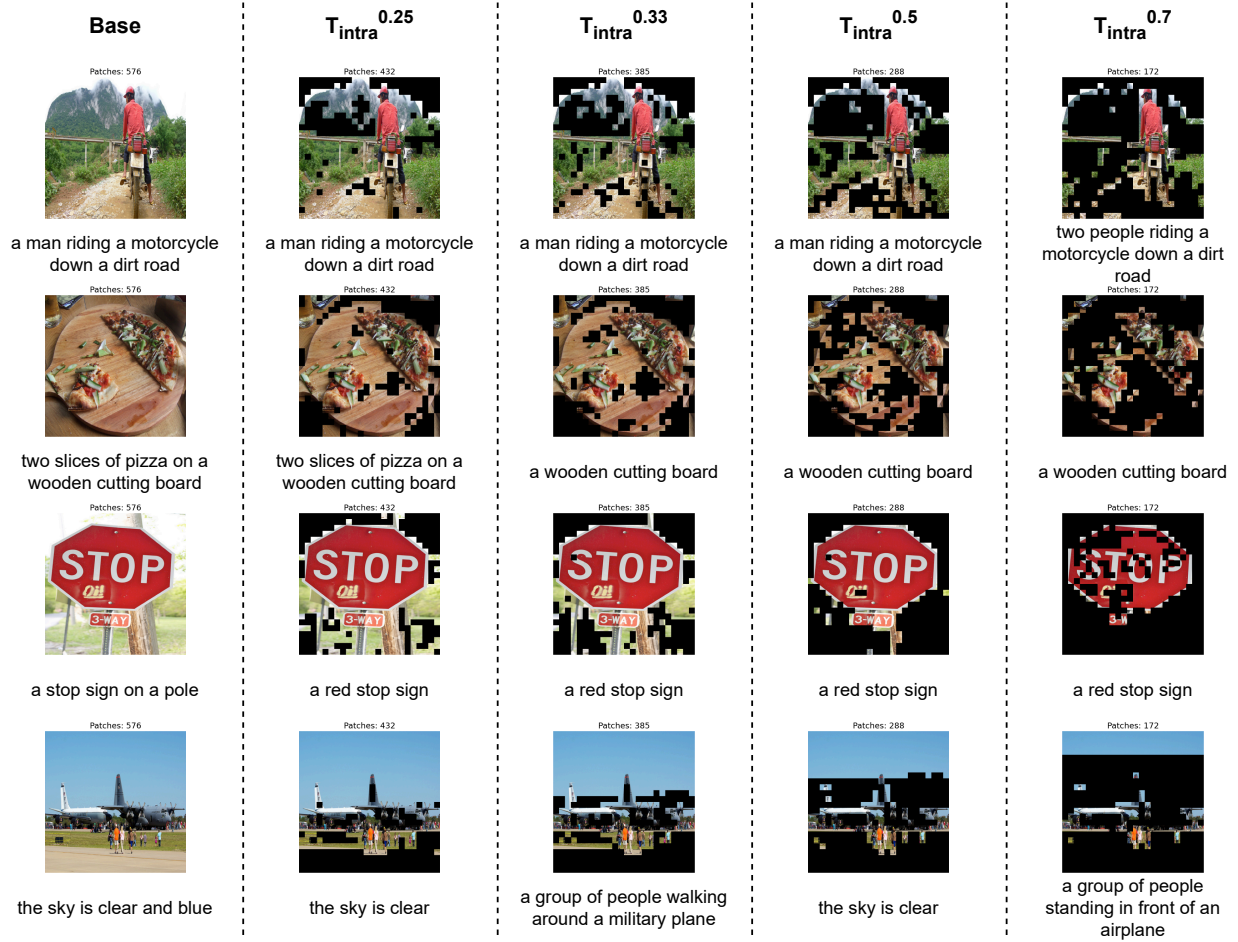 Base
T_intra^0.25
T_intra^0.33
T_intra^0.5
T_intra^0.7
Patches: 576
Patches: 432
Patches: 385
Patches: 288
Patches: 172
a man riding a motorcycle
down a dirt road
a man riding a motorcycle
down a dirt road
a man riding a motorcycle
down a dirt road
a man riding a motorcycle
down a dirt road
two people riding a
motorcycle down a dirt
road
Patches: 576
Patches: 432
Patches: 385
Patches: 288
Patches: 172
two slices of pizza on a
wooden cutting board
two slices of pizza on a
wooden cutting board
a wooden cutting board
a wooden cutting board
a wooden cutting board
Patches: 576
Patches: 432
Patches: 385
Patches: 288
Patches: 172
STOP
Oil
3-WAY
STOP
Oil
3-WAY
STOP
Oil
3-WAY
STOP
Oil
3-WAY
STOP
3-W
a stop sign on a pole
a red stop sign
a red stop sign
a red stop sign
a red stop sign
Patches: 576
Patches: 432
Patches: 385
Patches: 288
Patches: 172
the sky is clear and blue
the sky is clear
a group of people walking
around a military plane
the sky is clear
a group of people
standing in front of an
airplane